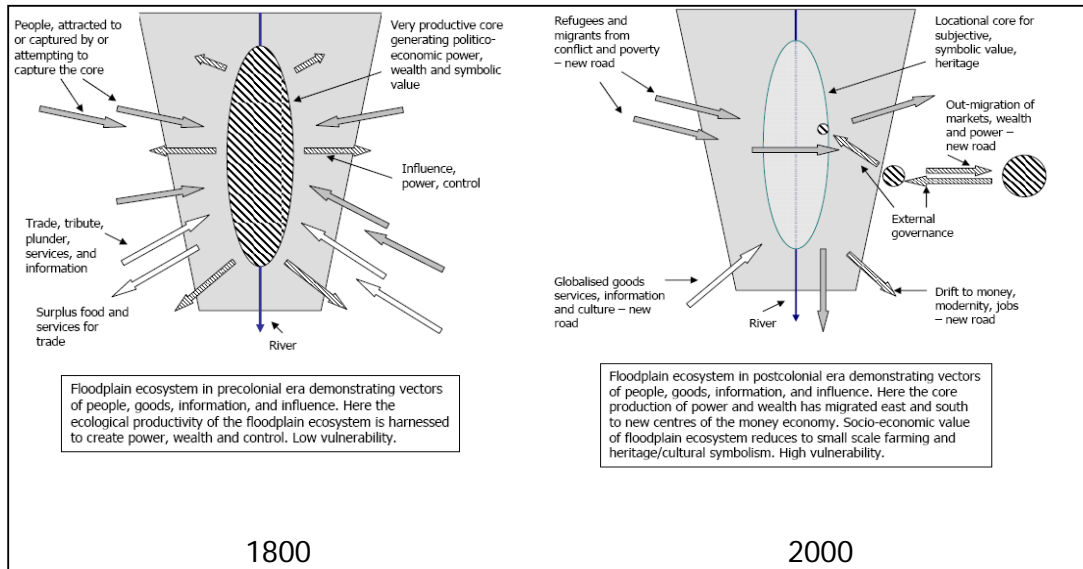 People, attracted to
or captured by or
attempting to
capture the core
Very productive core
generating politico-
economic power,
wealth and symbolic
value
Influence,
power, control
Trade, tribute,
plunder,
services, and
information
Surplus food and
services for
trade
River
Floodplain ecosystem in precolonial era demonstrating vectors
of people, goods, information, and influence. Here the
ecological productivity of the floodplain ecosystem is harnessed
to create power, wealth and control. Low vulnerability.
1800
Refugees and
migrants from
conflict and poverty
– new road
Locational core for
subjective,
symbolic value,
heritage
Out-migration of
markets, wealth
and power –
new road
External
governance
Globalised goods
services, information
and culture – new
road
River
Drift to money,
modernity, jobs
– new road
Floodplain ecosystem in postcolonial era demonstrating vectors
of people, goods, information, and influence. Here the core
production of power and wealth has migrated east and south
to new centres of the money economy. Socio-economic value
of floodplain ecosystem reduces to small scale farming and
heritage/cultural symbolism. High vulnerability.
2000